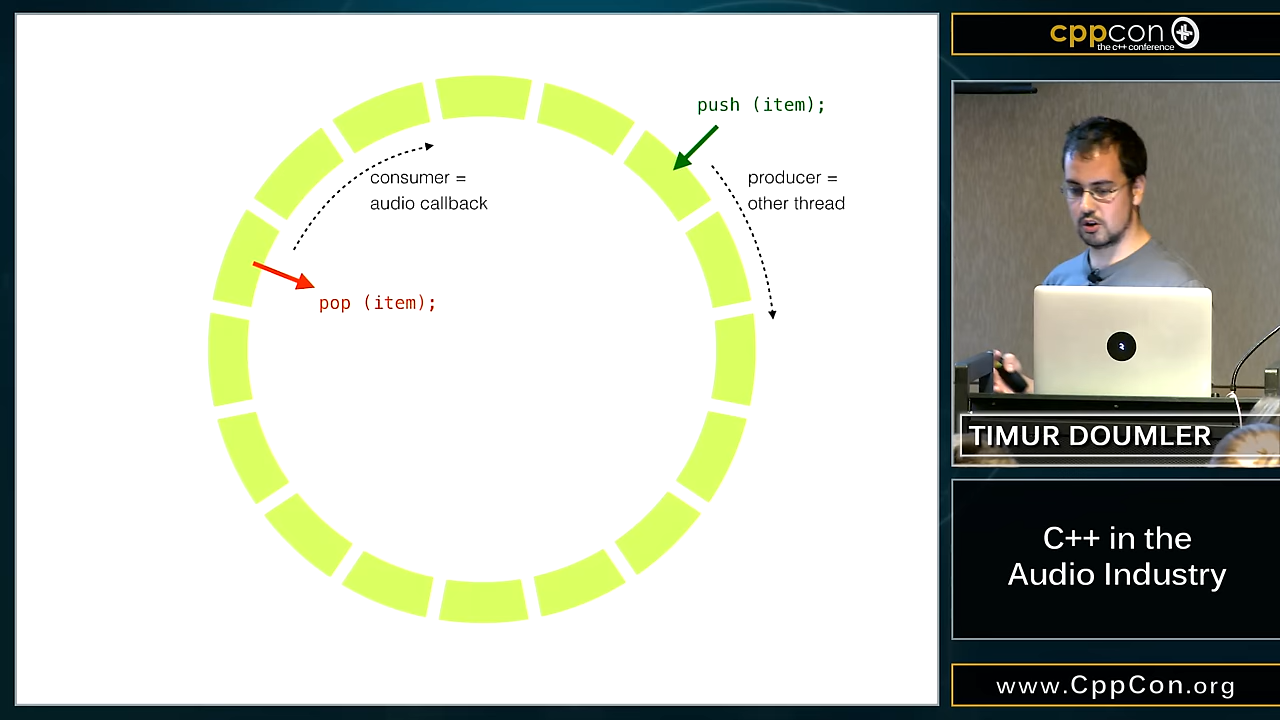 push (item);
consumer =
audio callback
producer =
other thread
pop (item);
cppcon
the c++ conference
TIMUR DOUMLER
C++ in the
Audio Industry
www.CppCon.org